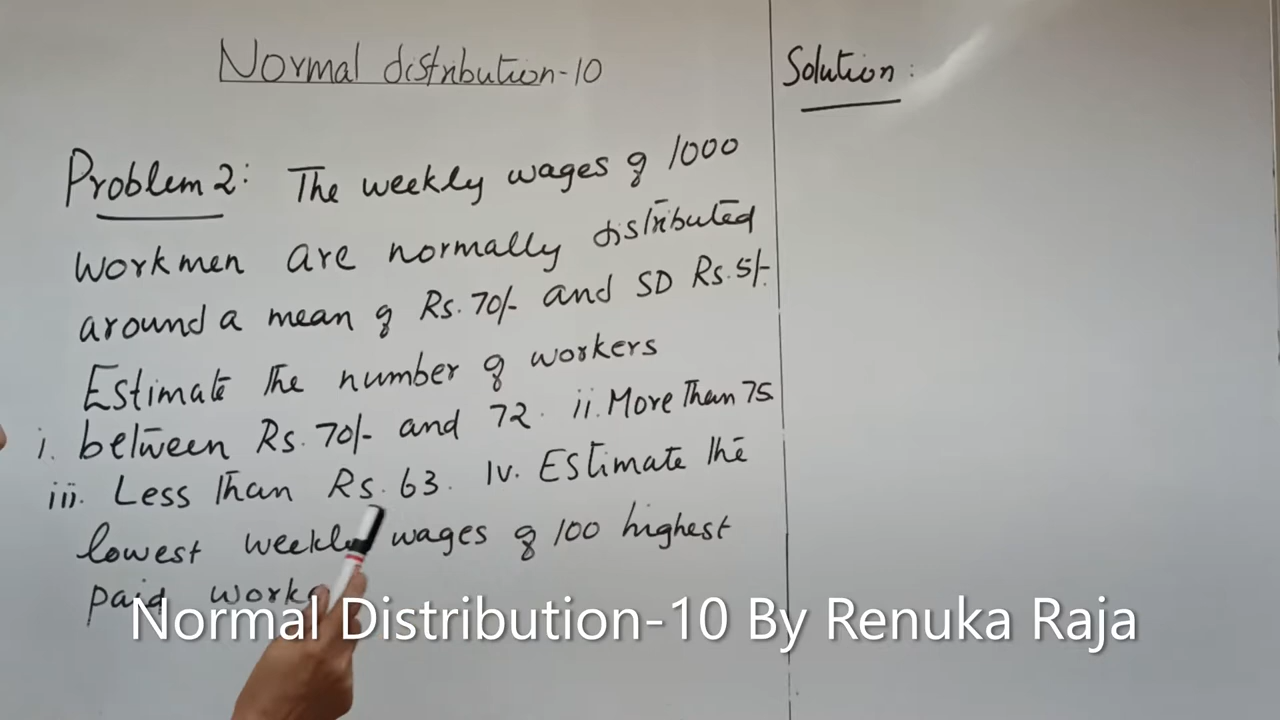 Normal distribution-10
Problem 2: The weekly wages of 1000
workmen are normally distributed
around a mean of Rs. 70/- and SD Rs. 5/-
Estimate the number of workers
i. between Rs. 70/- and 72. ii. More Than 75
iii. Less Than Rs. 63. iv. Estimate the
lowest weekly wages of 100 highest
paid
Solution:
Normal Distribution-10 By Renuka Raja